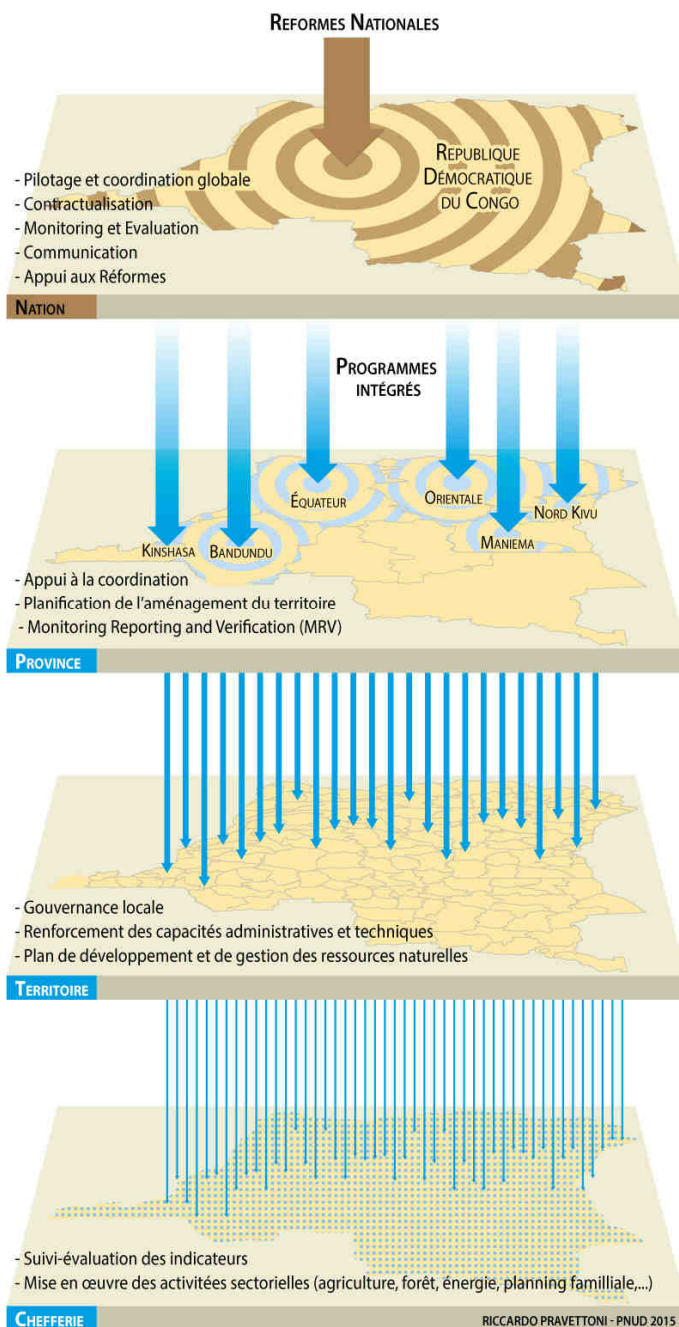 REFORMES NATIONALES
REPUBLIQUE
DÉMOCRATIQUE
DU CONGO
- Pilotage et coordination globale
- Contractualisation
- Monitoring et Evaluation
- Communication
- Appui aux Réformes
NATION
PROGRAMMES
INTÉGRÉS
ÉQUATEUR
ORIENTALE
NORD KIVU
KINSHASA
BANDUNDU
MANIEMA
- Appui à la coordination
- Planification de l'aménagement du territoire
- Monitoring Reporting and Verification (MRV)
PROVINCE
- Gouvernance locale
- Renforcement des capacités administratives et techniques
- Plan de développement et de gestion des ressources naturelles
TERRITOIRE
- Suivi-évaluation des indicateurs
- Mise en œuvre des activitées sectorielles (agriculture, forêt, énergie, planning familliale,...)
CHEFFERIE
RICCARDO PRAVETTONI - PNUD 2015